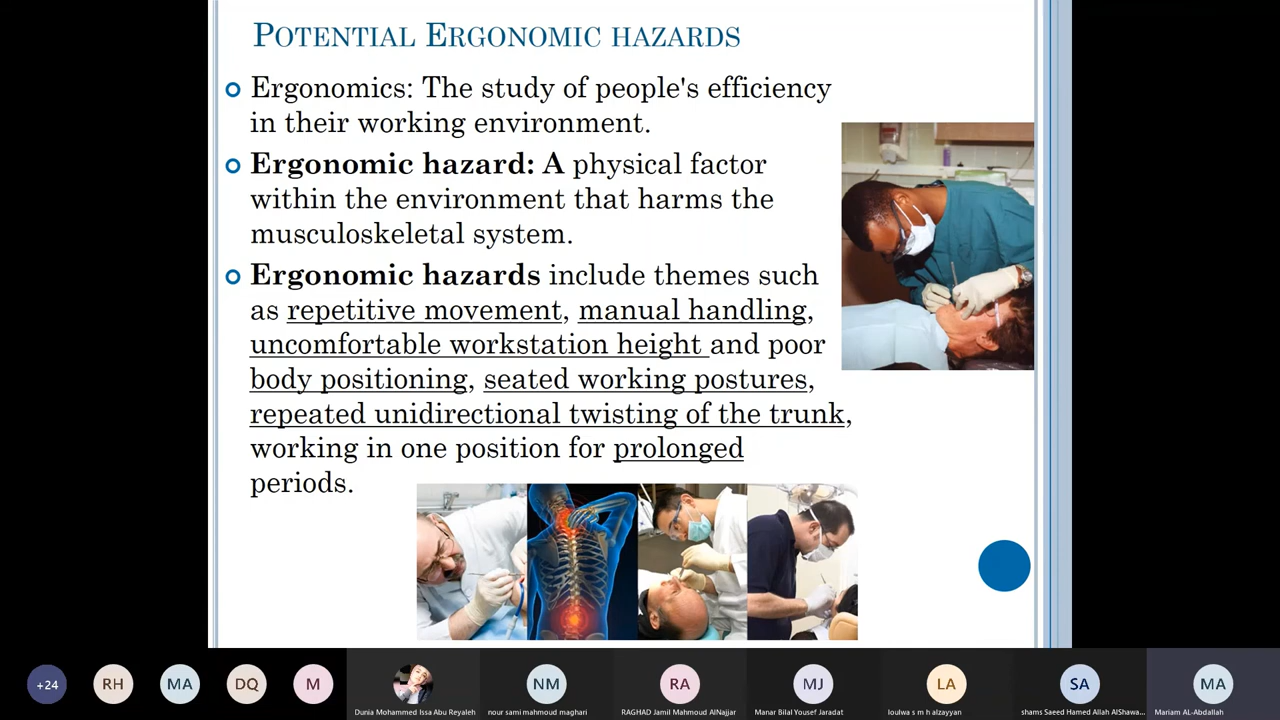 POTENTIAL ERGONOMIC HAZARDS
Ergonomics: The study of people's efficiency
in their working environment.
Ergonomic hazard: A physical factor
within the environment that harms the
musculoskeletal system.
Ergonomic hazards include themes such
as repetitive movement, manual handling,
uncomfortable workstation height and poor
body positioning, seated working postures,
repeated unidirectional twisting of the trunk,
working in one position for prolonged
periods.
+24
RH
MA
DQ
M
NM
RA
MJ
LA
SA
MA
Dunia Mohammed Issa Abu Reyaleh
nour sami mahmoud maghari
RAGHAD Jamil Mahmoud AlNajjar
Manar Bilal Yousef Jaradat
loulwa s m h alzayyan
shams Saeed Hamed Allah AlShawa...
Mariam AL-Abdallah